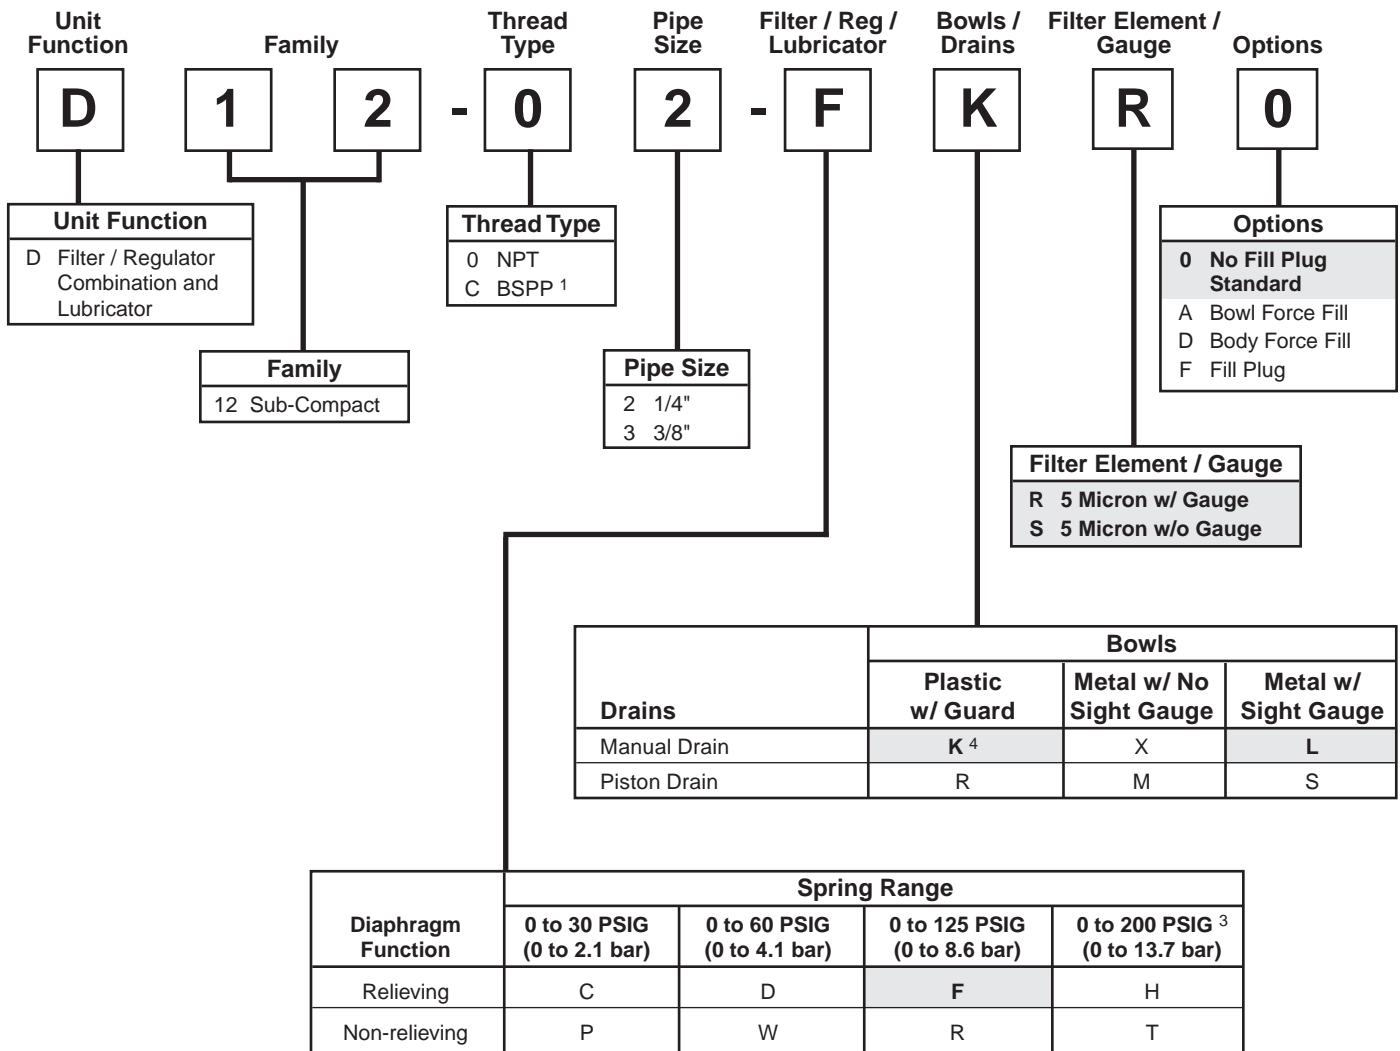 Unit Function
Family
Thread Type
Pipe Size
Filter / Reg / Lubricator
Bowls / Drains
Filter Element / Gauge
Options
D 1 2 - 0 2 - F K R 0
Unit Function
D Filter / Regulator
Combination and
Lubricator
Family
12 Sub-Compact
Thread Type
0 NPT
C BSPP 1
Pipe Size
2 1/4"
3 3/8"
Options
0 No Fill Plug
Standard
A Bowl Force Fill
D Body Force Fill
F Fill Plug
Filter Element / Gauge
R 5 Micron w/ Gauge
S 5 Micron w/o Gauge
Bowls
Drains
Plastic w/ Guard
Metal w/ No Sight Gauge
Metal w/ Sight Gauge
Manual Drain K 4 X L
Piston Drain R M S
Spring Range
Diaphragm Function
0 to 30 PSIG (0 to 2.1 bar)
0 to 60 PSIG (0 to 4.1 bar)
0 to 125 PSIG (0 to 8.6 bar)
0 to 200 PSIG 3 (0 to 13.7 bar)
Relieving C D F H
Non-relieving P W R T